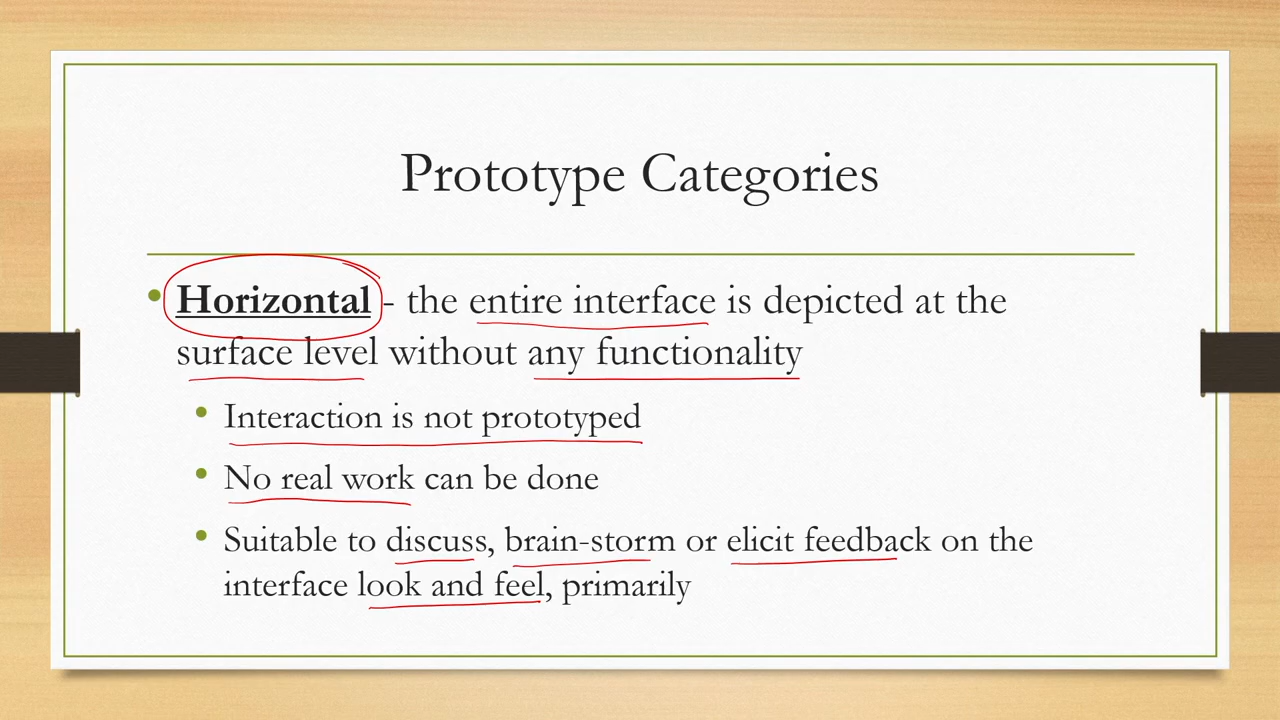 Prototype Categories
• Horizontal - the entire interface is depicted at the
surface level without any functionality
• Interaction is not prototyped
• No real work can be done
• Suitable to discuss, brain-storm or elicit feedback on the
interface look and feel, primarily